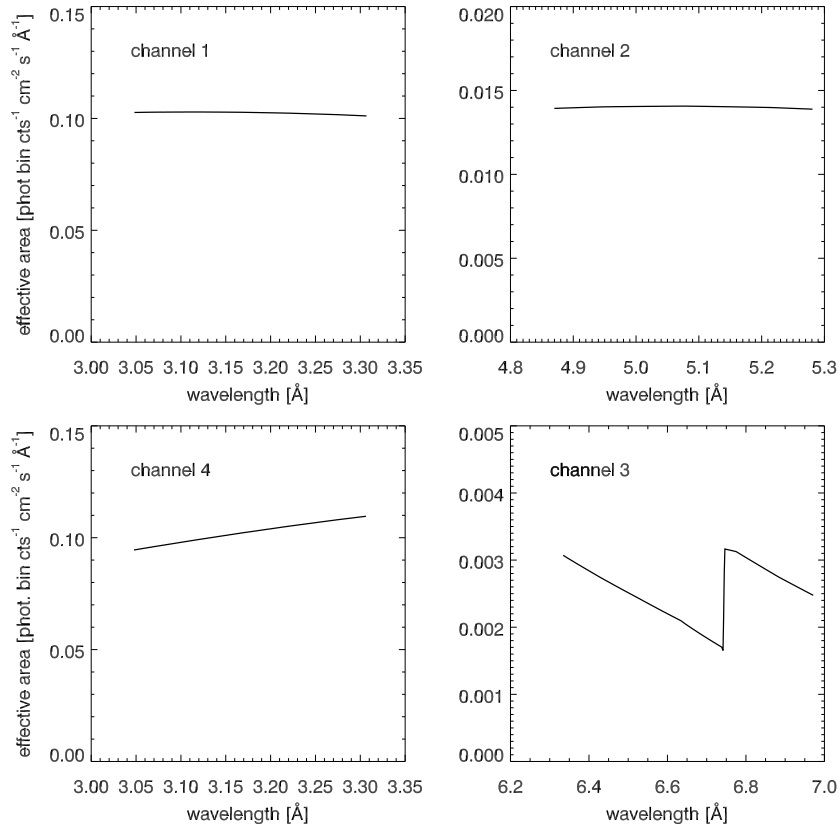 effective area [phot bin cts-1 cm-2 s-1 Å-1]
0.15
0.10
0.05
0.00
channel 1
3.00 3.05 3.10 3.15 3.20 3.25 3.30 3.35
wavelength [Å]
0.020
0.015
0.010
0.005
0.000
channel 2
4.8 4.9 5.0 5.1 5.2 5.3
wavelength [Å]
effective area [phot. bin cts-1 cm-2 s-1 Å-1]
0.15
0.10
0.05
0.00
channel 4
3.00 3.05 3.10 3.15 3.20 3.25 3.30 3.35
wavelength [Å]
0.005
0.004
0.003
0.002
0.001
0.000
channel 3
6.2 6.4 6.6 6.8 7.0
wavelength [Å]